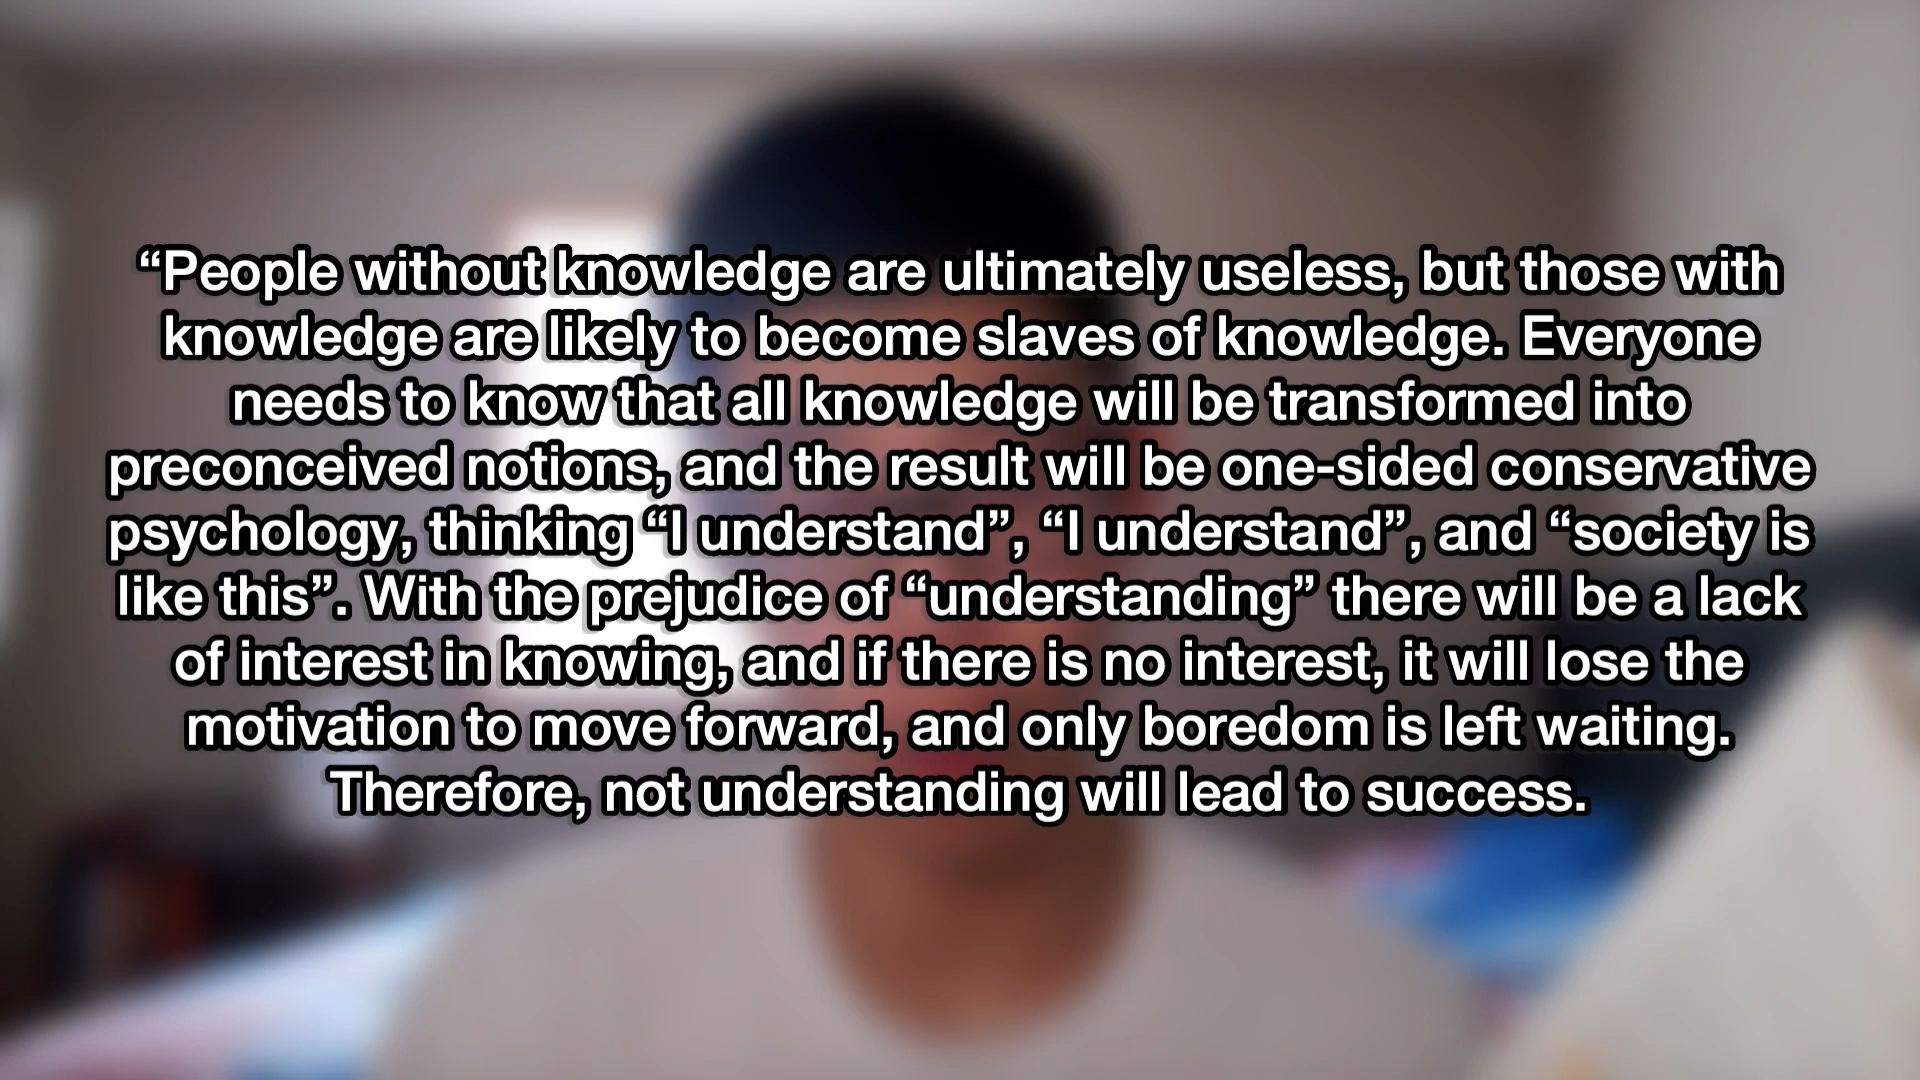 “People without knowledge are ultimately useless, but those with
knowledge are likely to become slaves of knowledge. Everyone
needs to know that all knowledge will be transformed into
preconceived notions, and the result will be one-sided conservative
psychology, thinking “I understand”, “I understand”, and “society is
like this”. With the prejudice of “understanding” there will be a lack
of interest in knowing, and if there is no interest, it will lose the
motivation to move forward, and only boredom is left waiting.
Therefore, not understanding will lead to success.